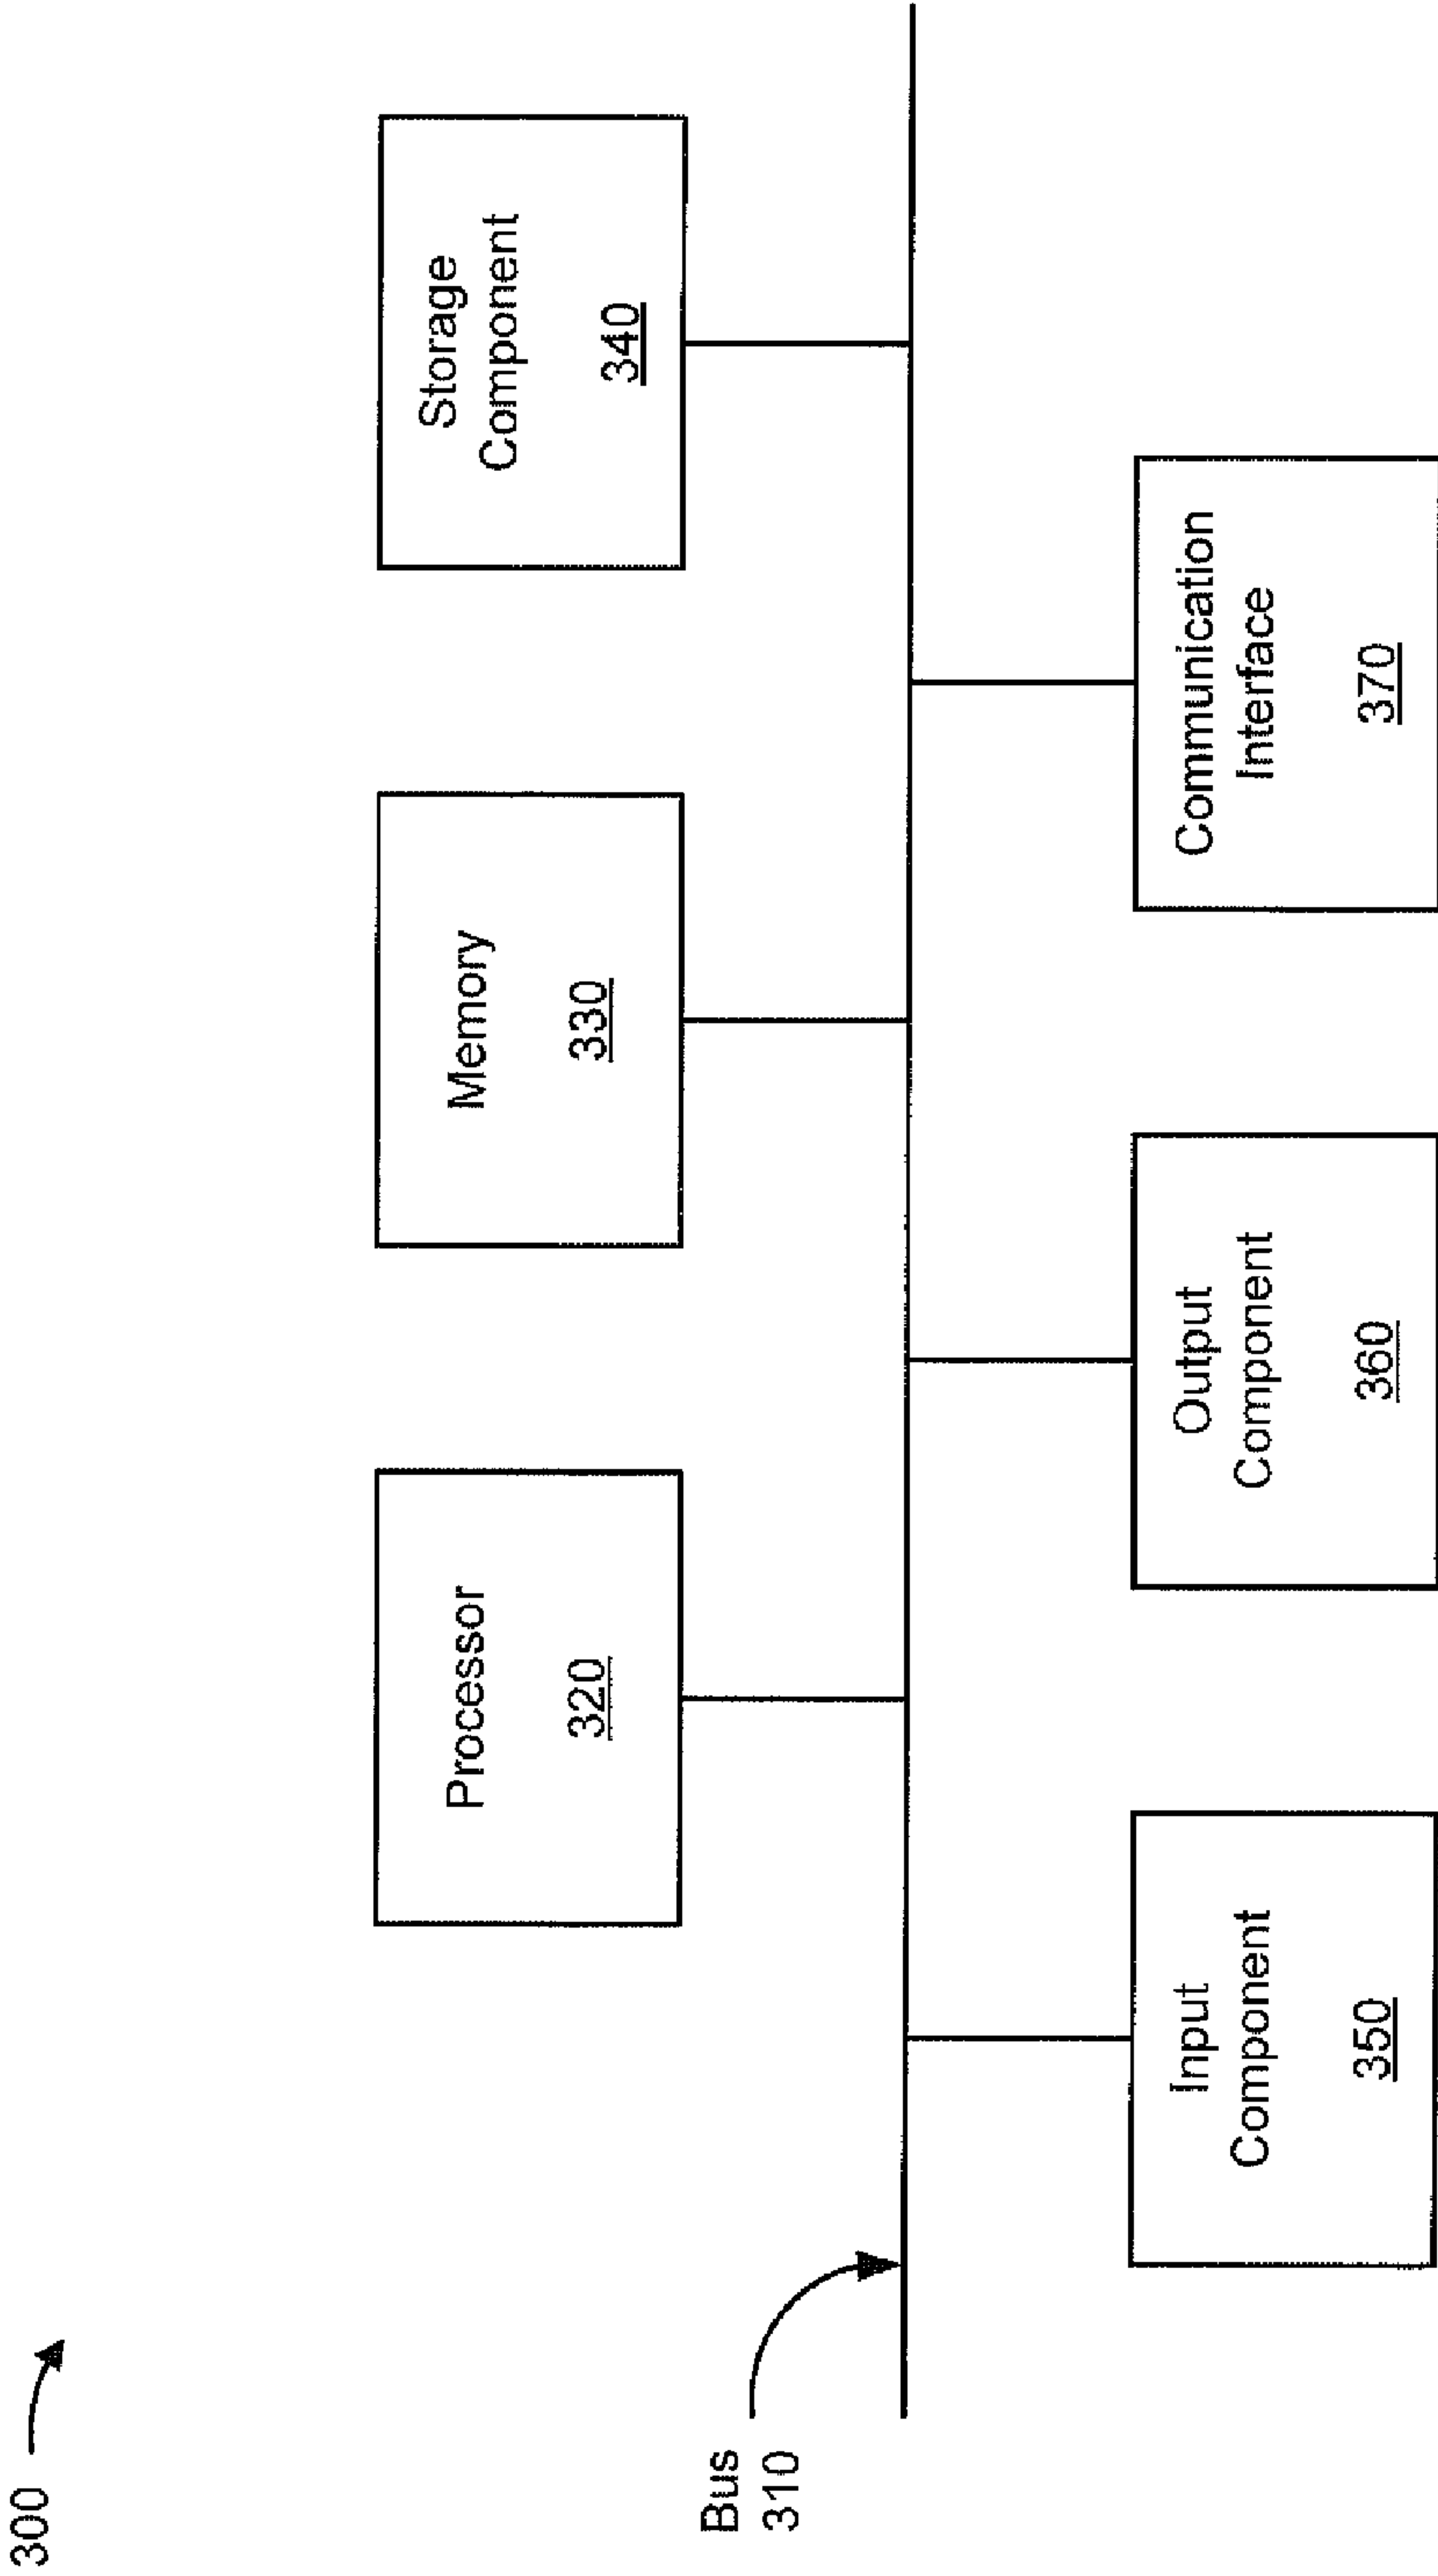 300
Bus
310
Processor
320
Memory
330
Storage
Component
340
Input
Component
350
Output
Component
360
Communication
Interface
370